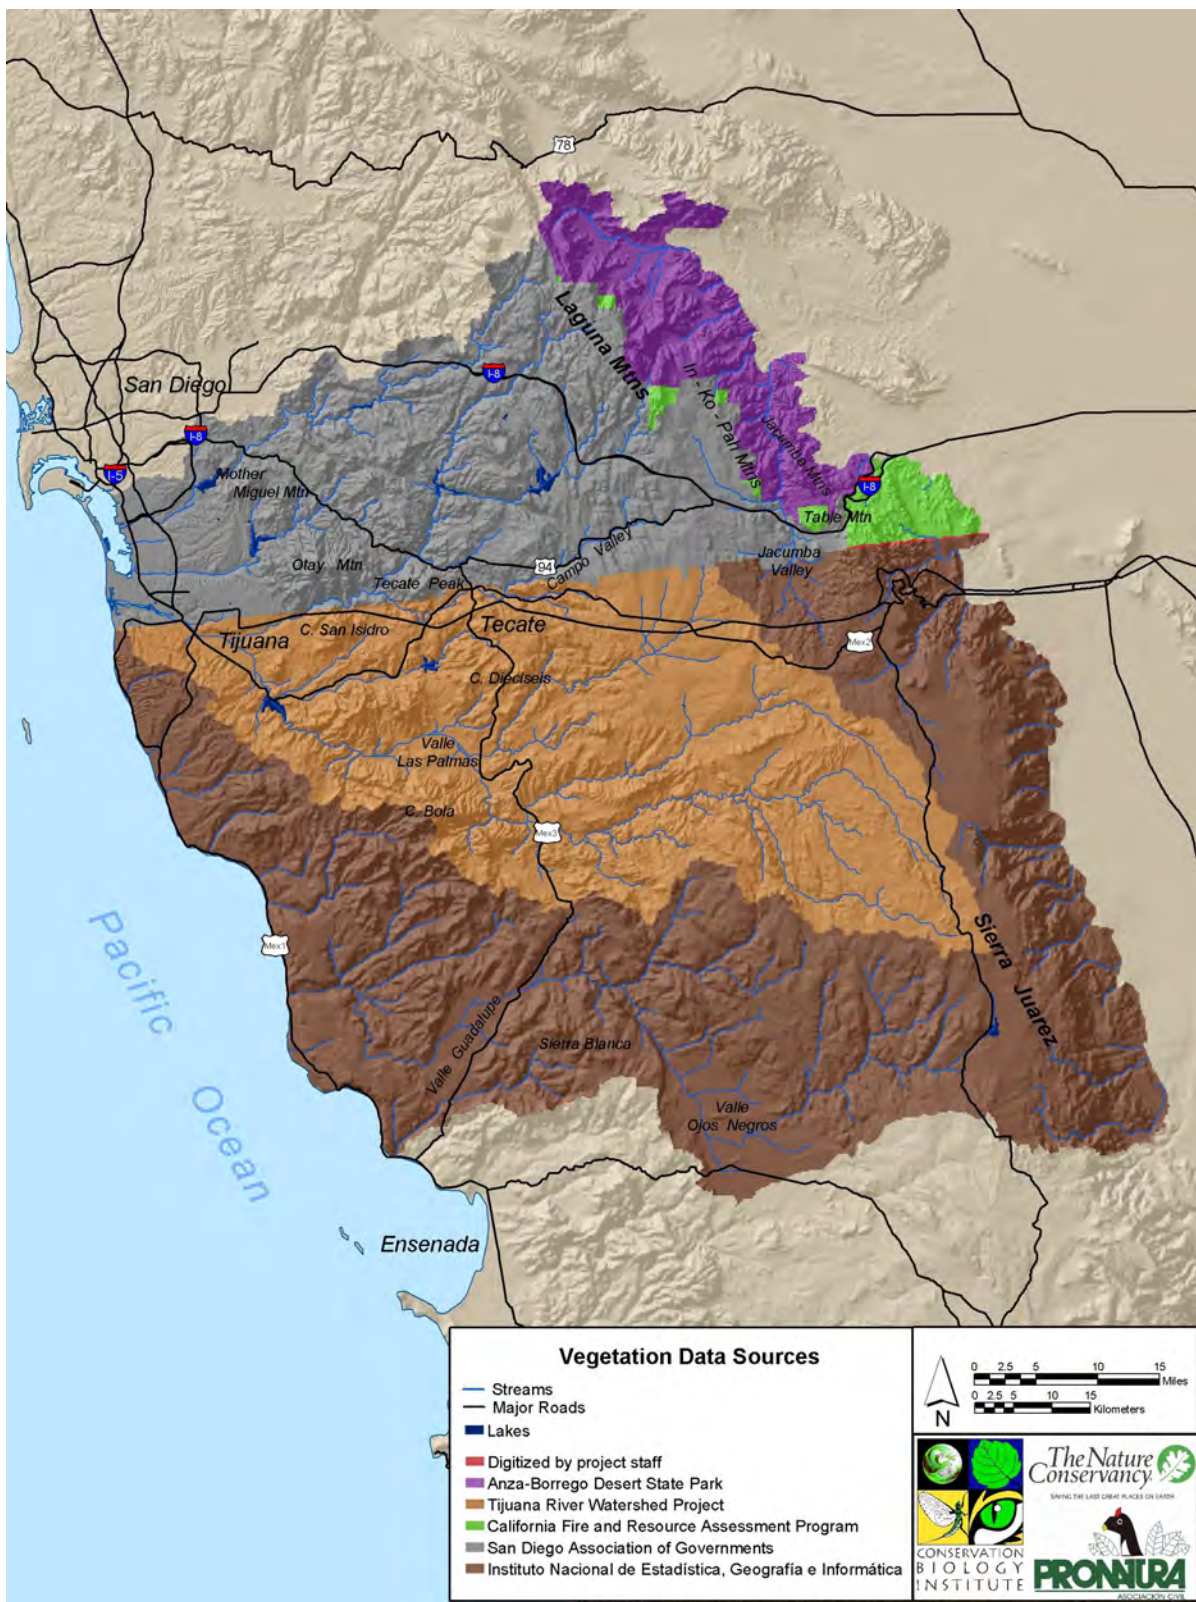 78
Laguna Mtns
I-8
San Diego
In - Ko - Pah Mtns
Jacumba Mtns
I-8
I-5
Mother
Miguel Mtn
I-8
Table Mtn
Otay Mtn
94
Campo Valley
Jacumba
Valley
Tecate Peak
Tijuana
C. San Isidro
Tecate
Mex2
C. Dieciseis
Valle
Las Palmas
C. Bola
Mex3
Pacific
Ocean
Mex1
Sierra Juarez
Valle Guadalupe
Sierra Blanca
Valle
Ojos Negros
Ensenada
Vegetation Data Sources
Streams
Major Roads
Lakes
Digitized by project staff
Anza-Borrego Desert State Park
Tijuana River Watershed Project
California Fire and Resource Assessment Program
San Diego Association of Governments
Instituto Nacional de Estadística, Geografía e Informática
N
0 2.5 5 10 15
Miles
0 2.5 5 10 15
Kilometers
CONSERVATION
BIOLOGY
INSTITUTE
The Nature
Conservancy
SAVING THE LAST GREAT PLACES ON EARTH
PRONATURA
ASOCIACIÓN CIVIL